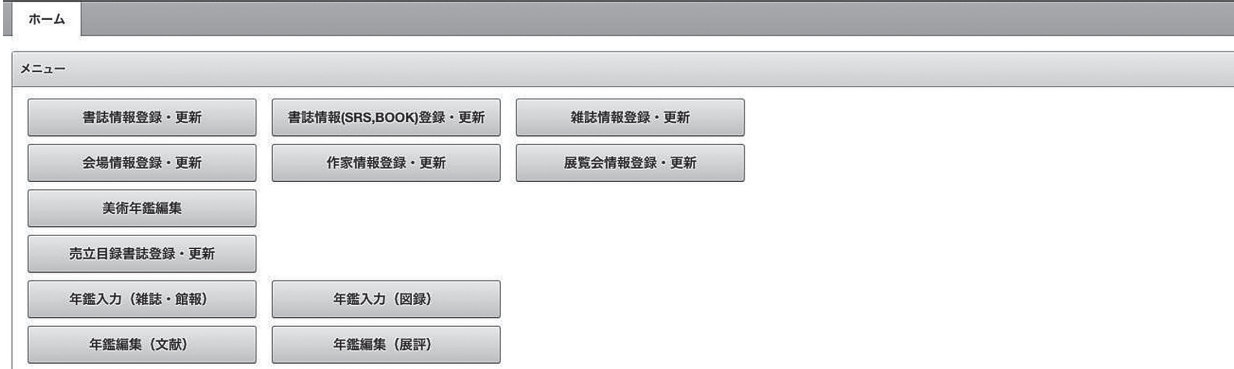 ホーム
メニュー
書誌情報登録・更新 書誌情報(SRS,BOOK)登録・更新 雑誌情報登録・更新
会場情報登録・更新 作家情報登録・更新 展覧会情報登録・更新
美術年鑑編集
売立目録書誌登録・更新
年鑑入力（雑誌・館報） 年鑑入力（図録）
年鑑編集（文献） 年鑑編集（展評）